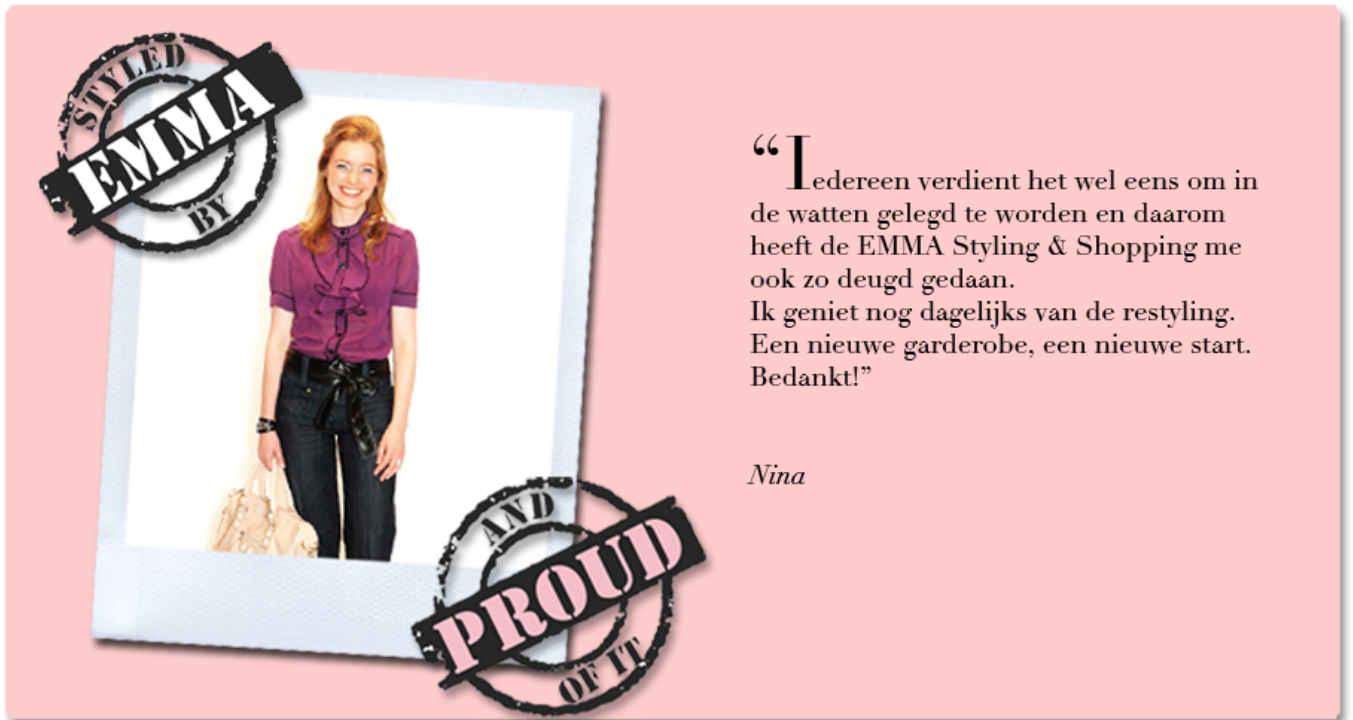 STYLED
EMMA
BY
“Iedereen verdient het wel eens om in
de watten gelegd te worden en daarom
heeft de EMMA Styling & Shopping me
ook zo deugd gedaan.
Ik geniet nog dagelijks van de restyling.
Een nieuwe garderobe, een nieuwe start.
Bedankt!”
Nina
AND
PROUD
OF IT